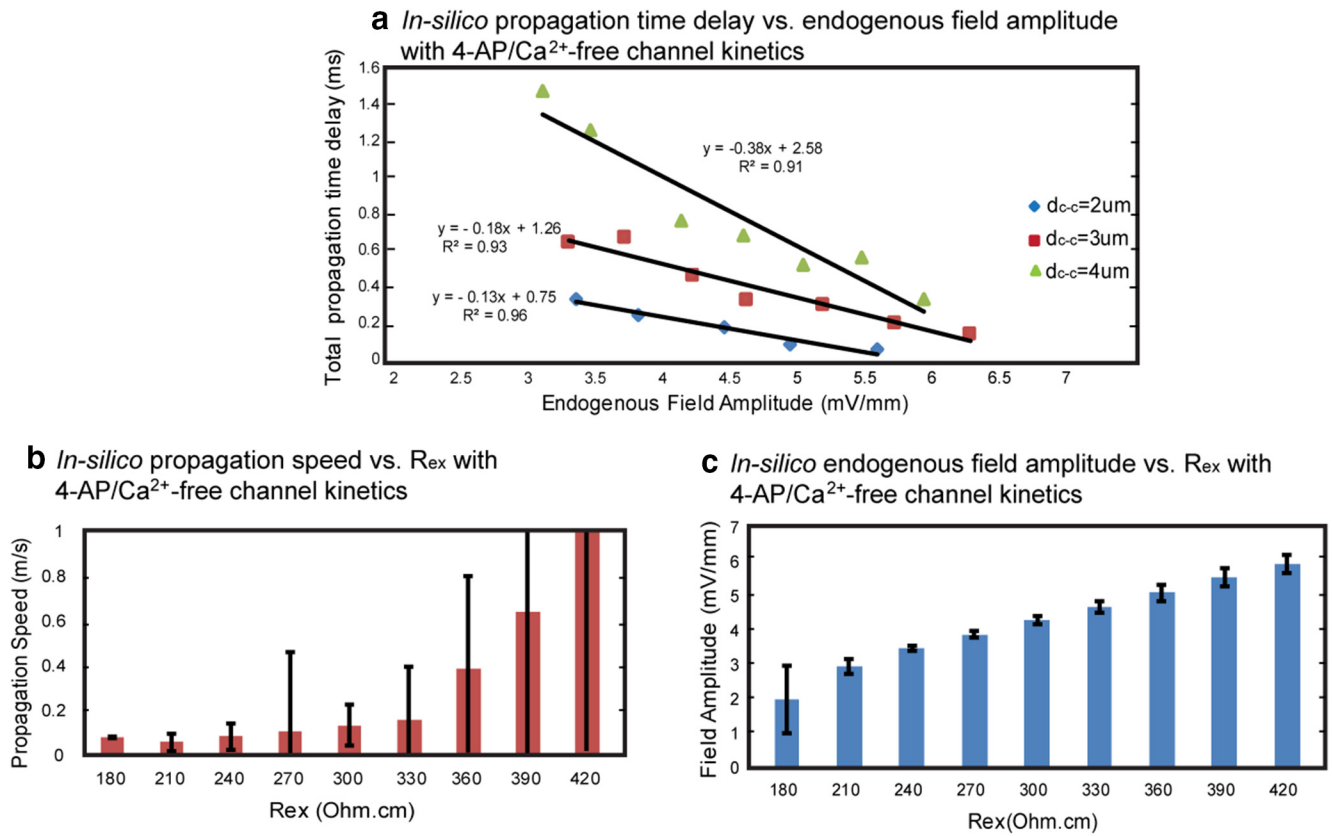 a In-silico propagation time delay vs. endogenous field amplitude
with 4-AP/Ca²⁺-free channel kinetics
Total propagation time delay (ms)
1.6
1.4
1.2
1
0.8
0.6
0.4
0.2
0
y = -0.38x + 2.58
R² = 0.91
y = - 0.18x + 1.26
R² = 0.93
y = - 0.13x + 0.75
R² = 0.96
dc-c=2um
dc-c=3um
dc-c=4um
2 2.5 3 3.5 4 4.5 5 5.5 6 6.5 7
Endogenous Field Amplitude (mV/mm)
b In-silico propagation speed vs. Rex with
4-AP/Ca²⁺-free channel kinetics
Propagation Speed (m/s)
1
0.8
0.6
0.4
0.2
0
180 210 240 270 300 330 360 390 420
Rex (Ohm.cm)
c In-silico endogenous field amplitude vs. Rex with
4-AP/Ca²⁺-free channel kinetics
Field Amplitude (mV/mm)
7
6
5
4
3
2
1
0
180 210 240 270 300 330 360 390 420
Rex(Ohm.cm)